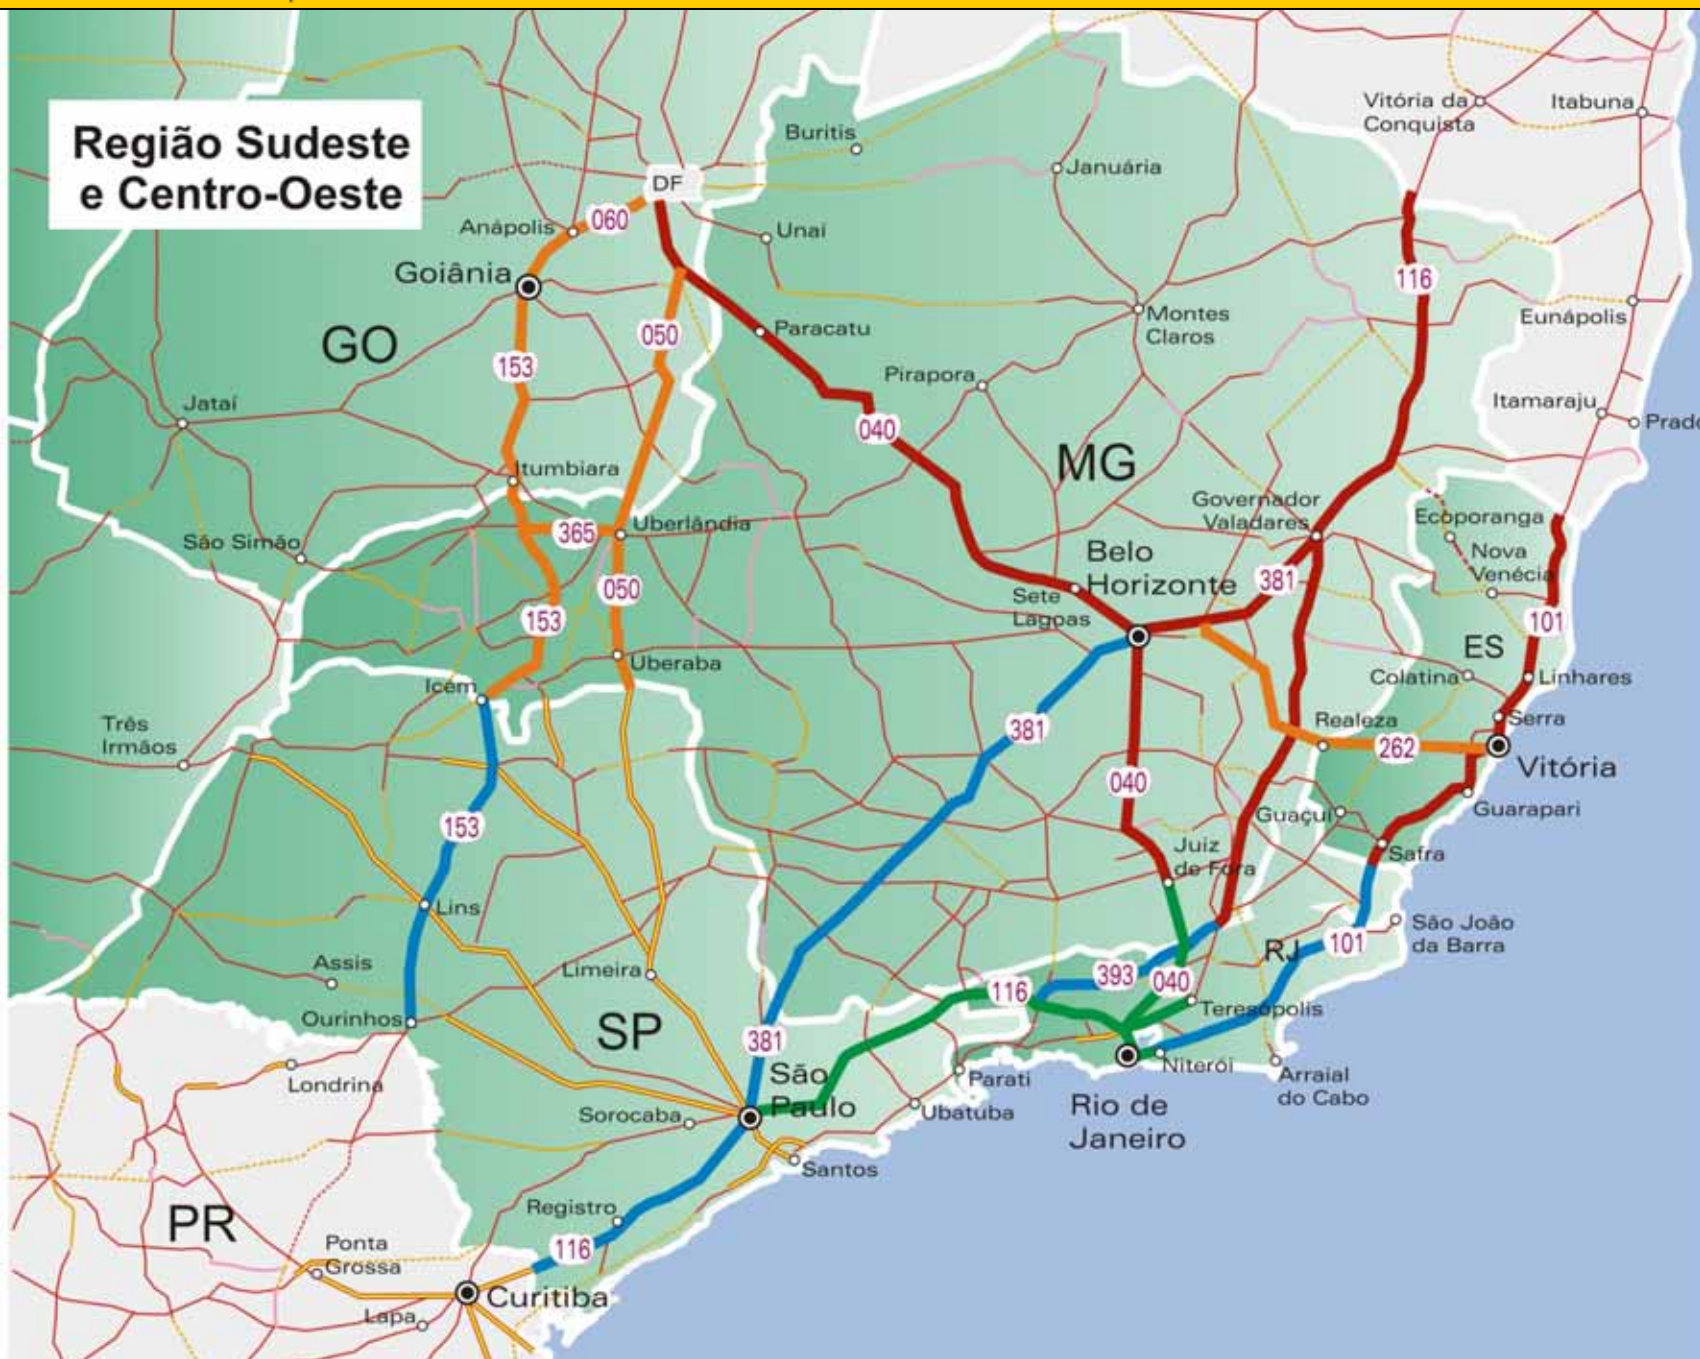 Região Sudeste
e Centro-Oeste
Vitória da
Conquista
Itabuna
Buritis
Januária
DF
060
Anápolis
Unaí
Goiânia
116
Montes
Claros
Eunápolis
GO
050
Paracatu
153
Pirapora
Jataí
Itamaraju
040
MG
Itumbiara
Governador
Valadares
Ecoporanga
365
Uberlândia
São Simão
Belo
Horizonte
Nova
Venécia
050
381
Sete
Lagoas
153
101
ES
Uberaba
Colatina
Linhares
Icém
Três
Irmãos
381
Realeza
Serra
262
Vitória
040
Guaçuí
Guarapari
153
Juiz
de Fora
Safra
Lins
São João
da Barra
RJ
101
Assis
Limeira
393
040
116
Teresópolis
Ourinhos
SP
381
Londrina
São
Paulo
Parati
Niterói
Arraial
do Cabo
Sorocaba
Ubatuba
Rio de
Janeiro
Santos
Registro
PR
116
Ponta
Grossa
Curitiba
Lapa